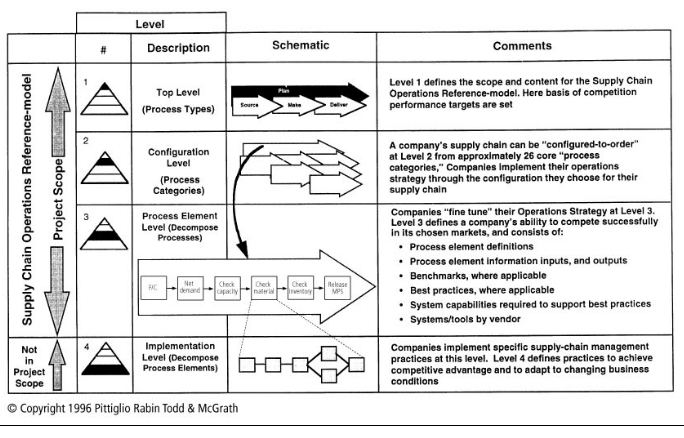 Level
#
Description
Schematic
Comments
Supply Chain Operations Reference-model
Project Scope
1
Top Level
(Process Types)
Plan
Source
Make
Deliver
Level 1 defines the scope and content for the Supply Chain
Operations Reference-model. Here basis of competition
performance targets are set
2
Configuration
Level
(Process
Categories)
A company's supply chain can be "configured-to-order"
at Level 2 from approximately 26 core "process
categories," Companies implement their operations
strategy through the configuration they choose for their
supply chain
3
Process Element
Level (Decompose
Processes)
Companies "fine tune" their Operations Strategy at Level 3.
Level 3 defines a company's ability to compete successfully
in its chosen markets, and consists of:
• Process element definitions
• Process element information inputs, and outputs
• Benchmarks, where applicable
• Best practices, where applicable
• System capabilities required to support best practices
• Systems/tools by vendor
demand
Check
capacity
Check
material
Check
inventory
Release
MPS
Not
in
Project
Scope
4
Implementation
Level (Decompose
Process Elements)
Companies implement specific supply-chain management
practices at this level. Level 4 defines practices to achieve
competitive advantage and to adapt to changing business
conditions
© Copyright 1996 Pittiglio Rabin Todd & McGrath